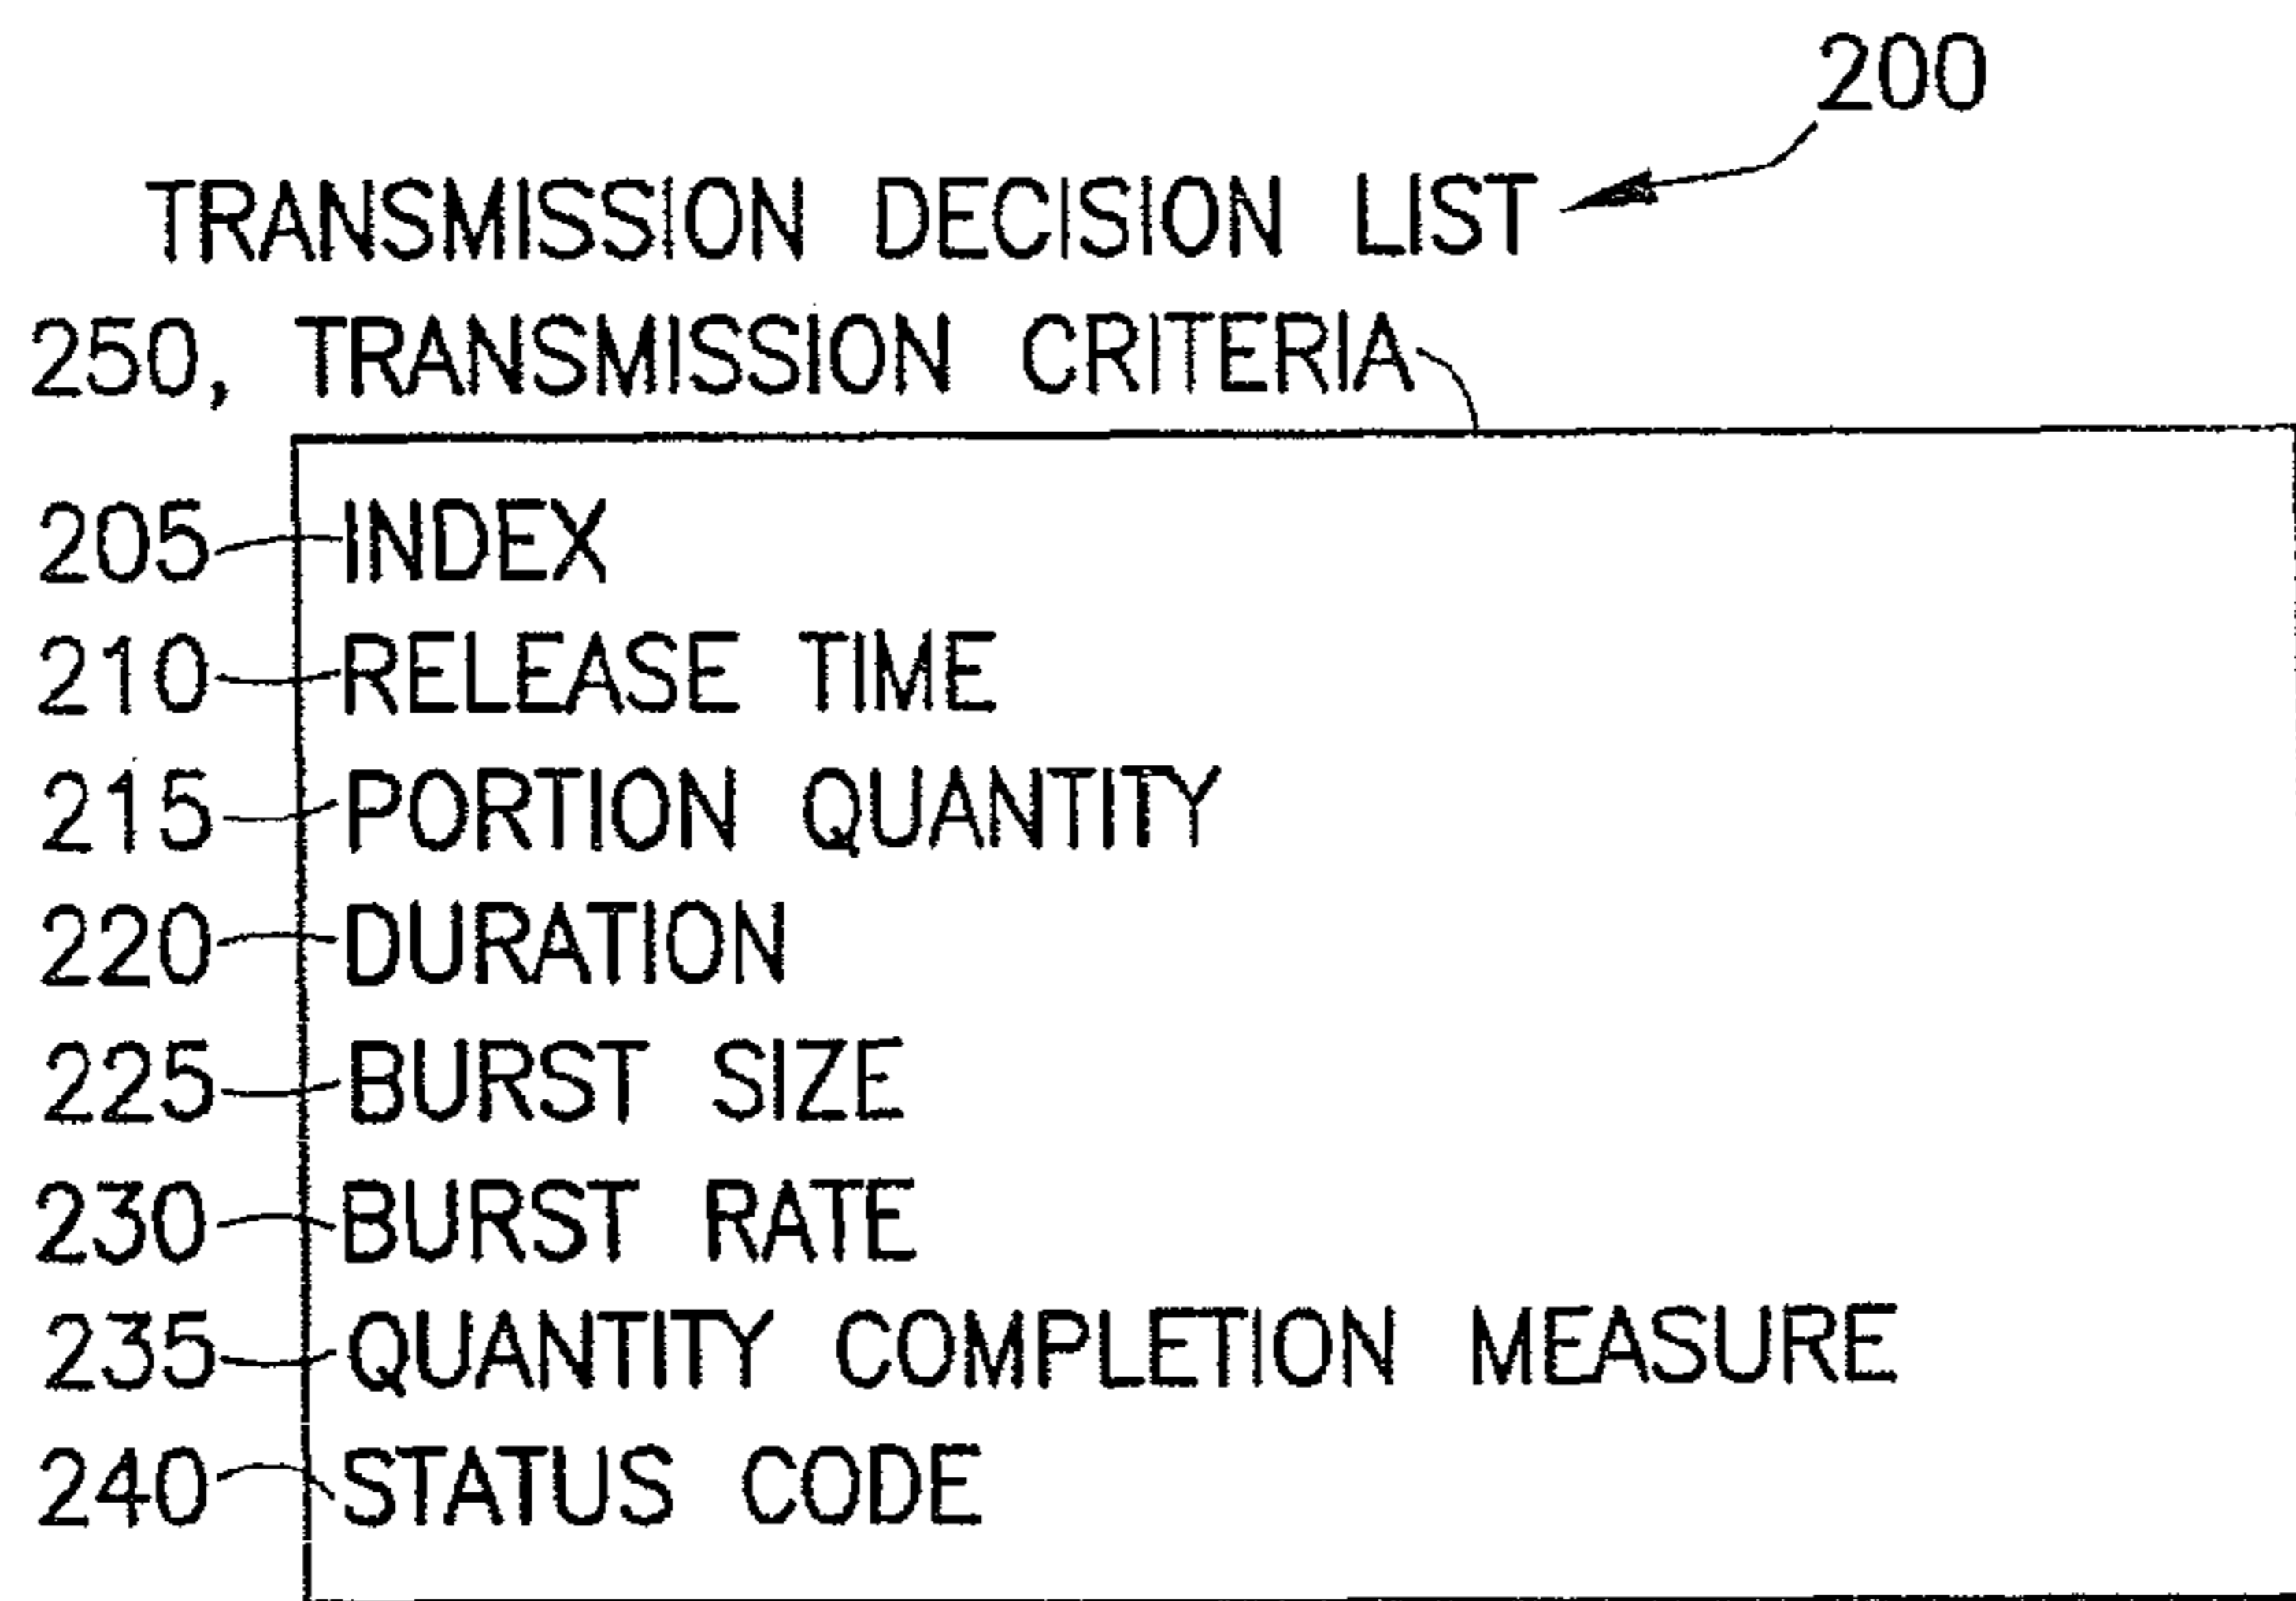 200
TRANSMISSION DECISION LIST
250, TRANSMISSION CRITERIA
205 INDEX
210 RELEASE TIME
215 PORTION QUANTITY
220 DURATION
225 BURST SIZE
230 BURST RATE
235 QUANTITY COMPLETION MEASURE
240 STATUS CODE